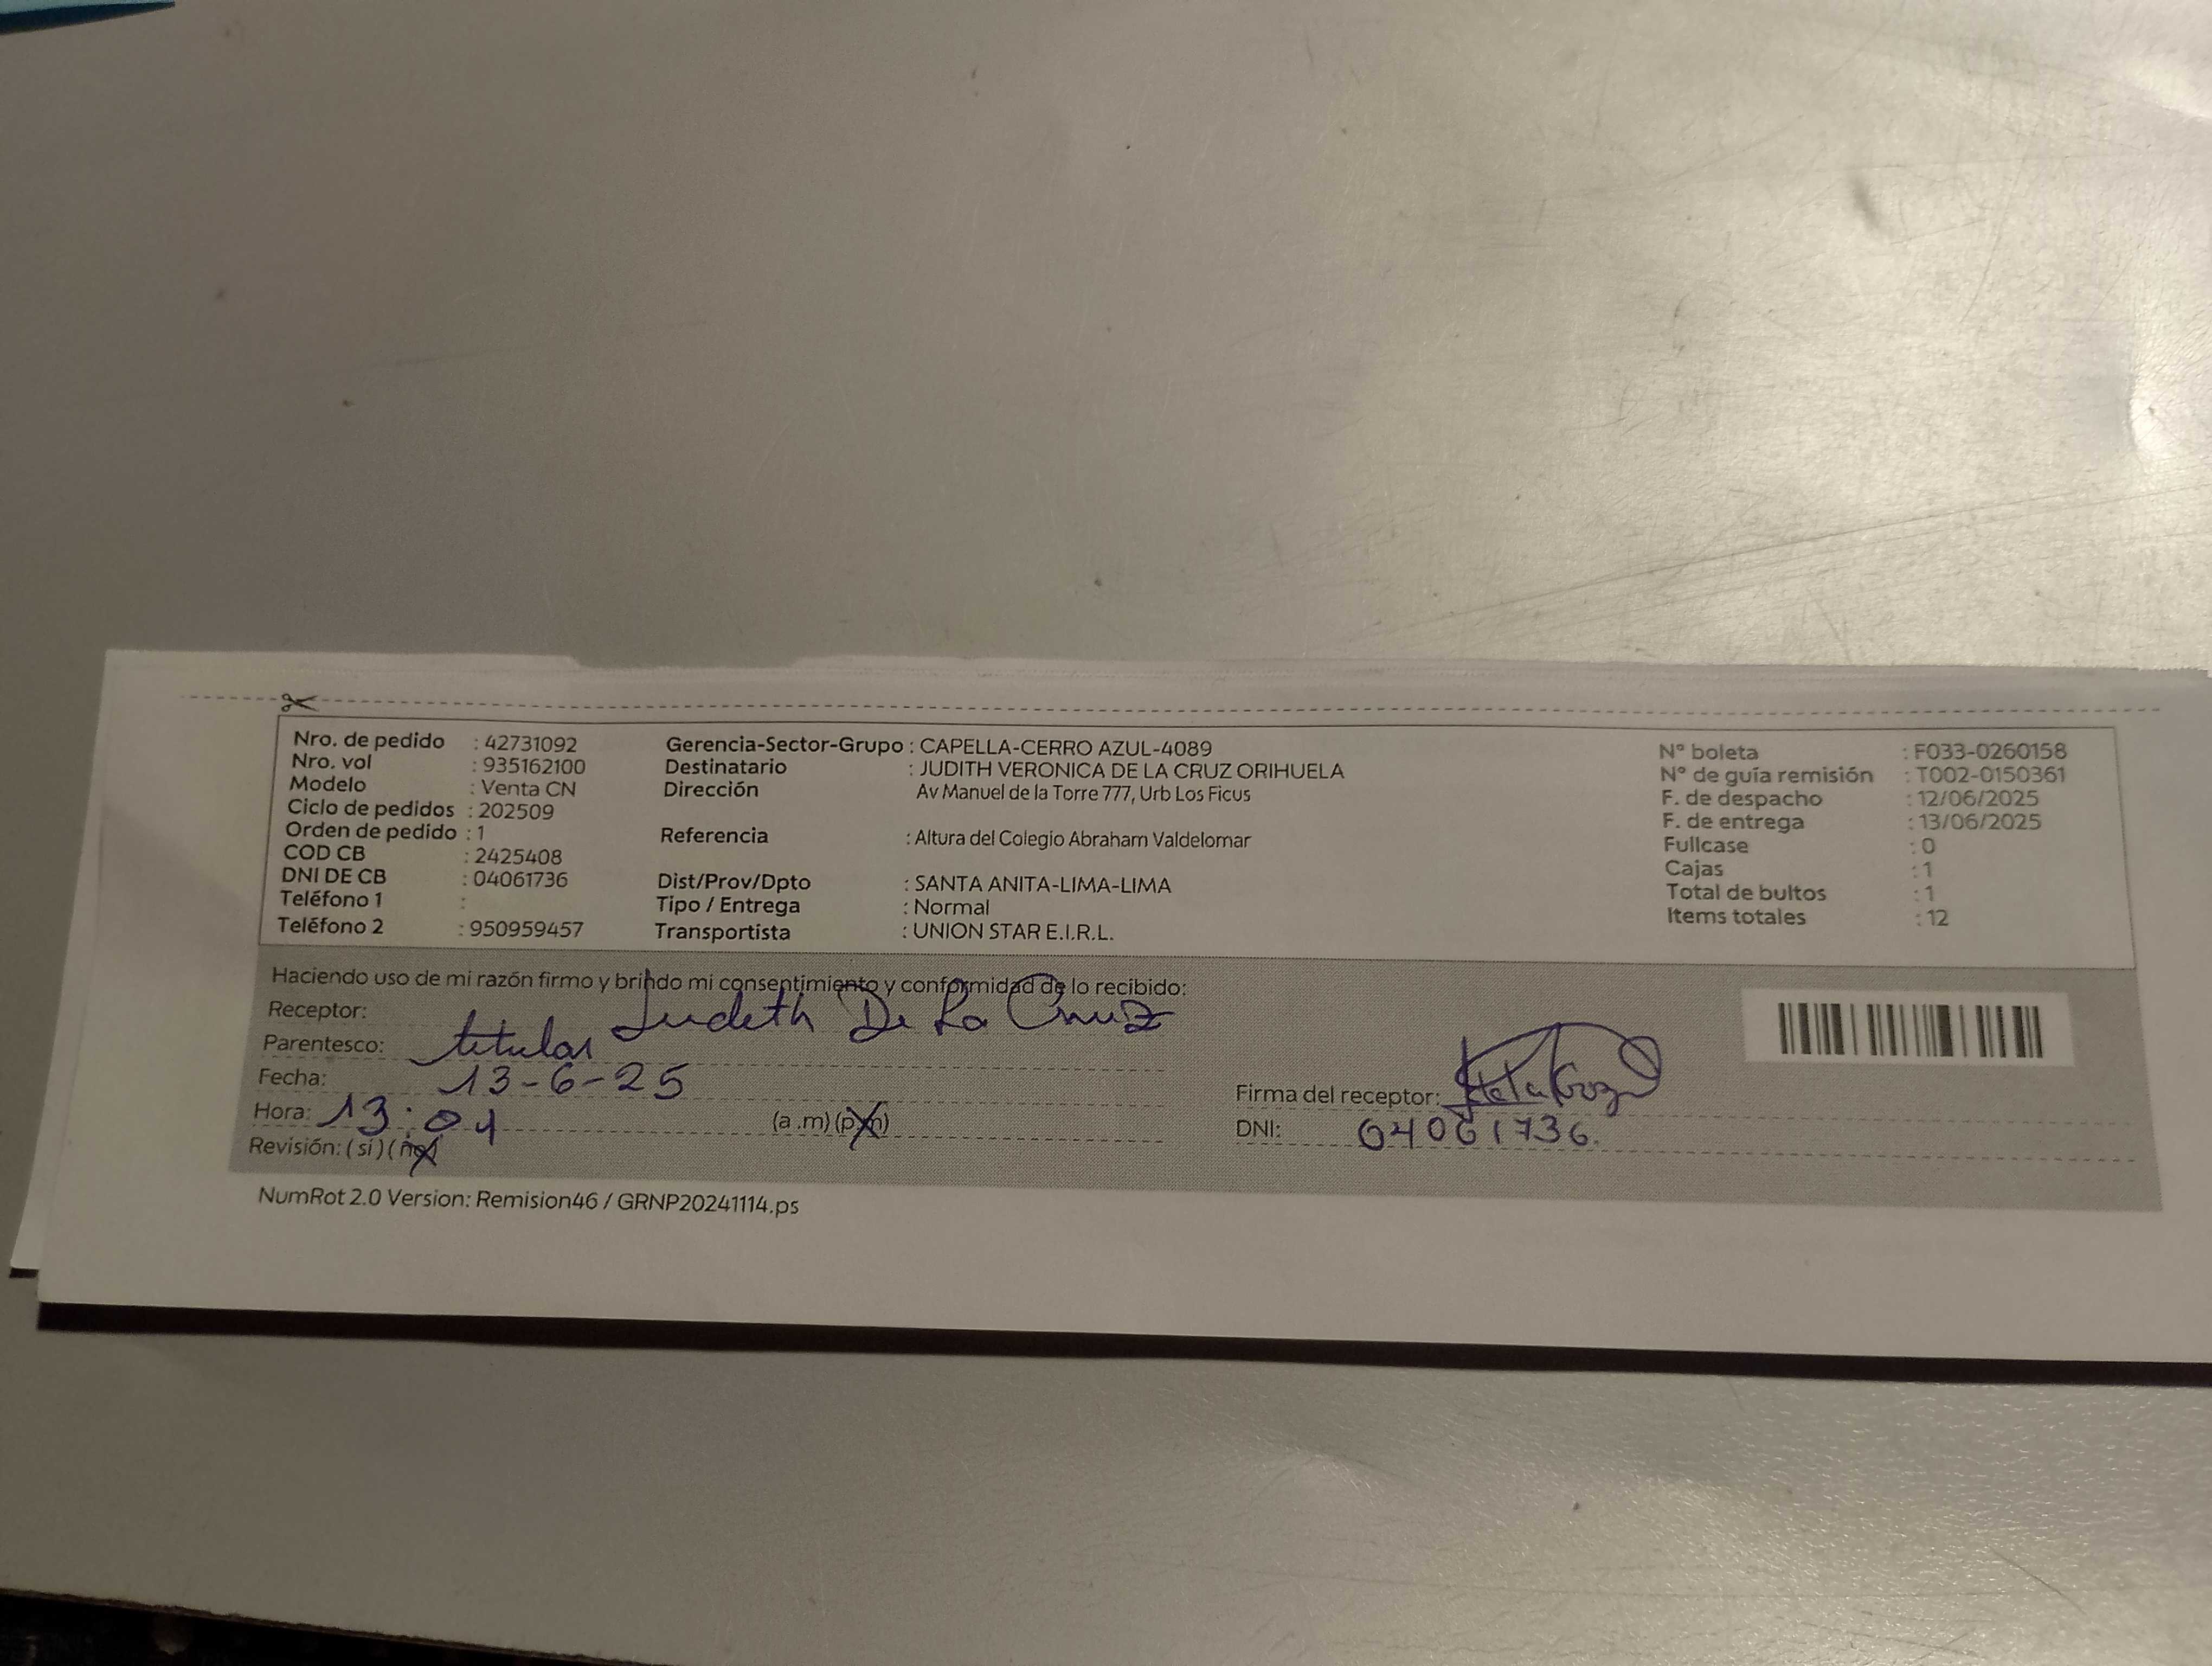 Nro. de pedido : 42731092 Gerencia-Sector-Grupo : CAPELLA-CERRO AZUL-4089 N° boleta : F033-0260158
Nro. vol : 935162100 Destinatario : JUDITH VERONICA DE LA CRUZ ORIHUELA N° de guía remisión : T002-0150361
Modelo : Venta CN Dirección Av Manuel de la Torre 777, Urb Los Ficus F. de despacho : 12/06/2025
Ciclo de pedidos : 202509 F. de entrega : 13/06/2025
Orden de pedido : 1 Referencia : Altura del Colegio Abraham Valdelomar Fullcase : 0
COD CB : 2425408 Cajas : 1
DNI DE CB : 04061736 Dist/Prov/Dpto : SANTA ANITA-LIMA-LIMA Total de bultos : 1
Teléfono 1 : Tipo / Entrega : Normal Items totales : 12
Teléfono 2 : 950959457 Transportista : UNION STAR E.I.R.L.
Haciendo uso de mi razón firmo y brindo mi consentimiento y conformidad de lo recibido:
Receptor: Judith De La Cruz
Parentesco: titular
Fecha: 13-6-25 Firma del receptor:
Hora: 13:01 (a .m) (p.m) DNI: 04061736.
Revisión: ( si ) ( no )
NumRot 2.0 Version: Remision46 / GRNP20241114.ps